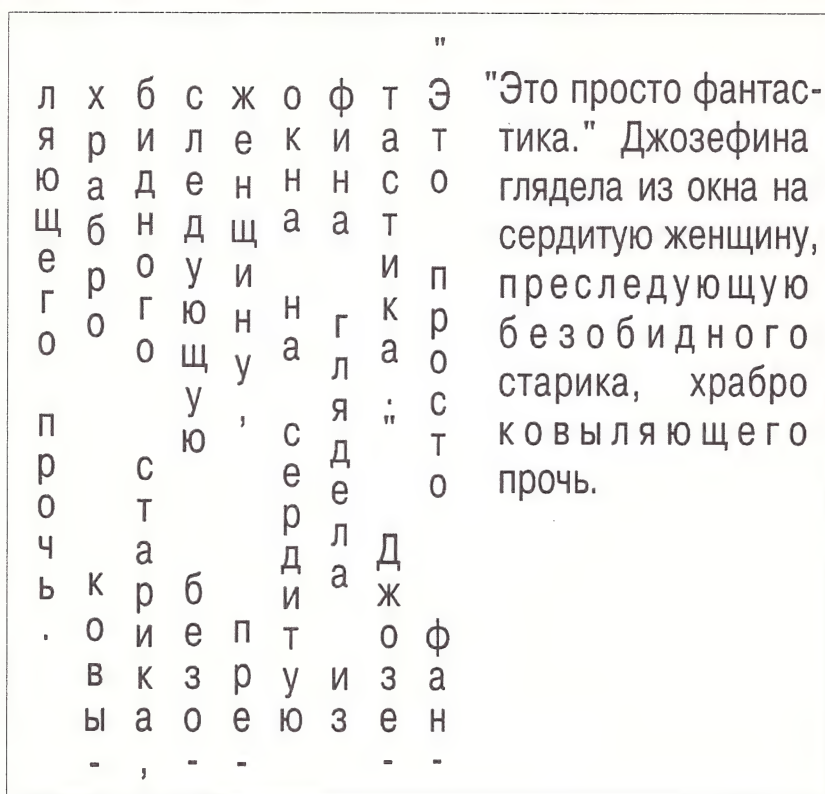 "Это просто фан-
тастика." Джозе-
фина глядела из
окна на сердитую
женщину, пре-
следующую безо-
бидного старика,
храбро ковы-
ляющего прочь.
"Это просто фантас-
тика." Джозефина
глядела из окна на
сердитую женщину,
преследующую
безобидного
старика, храбро
ковыляющего
прочь.